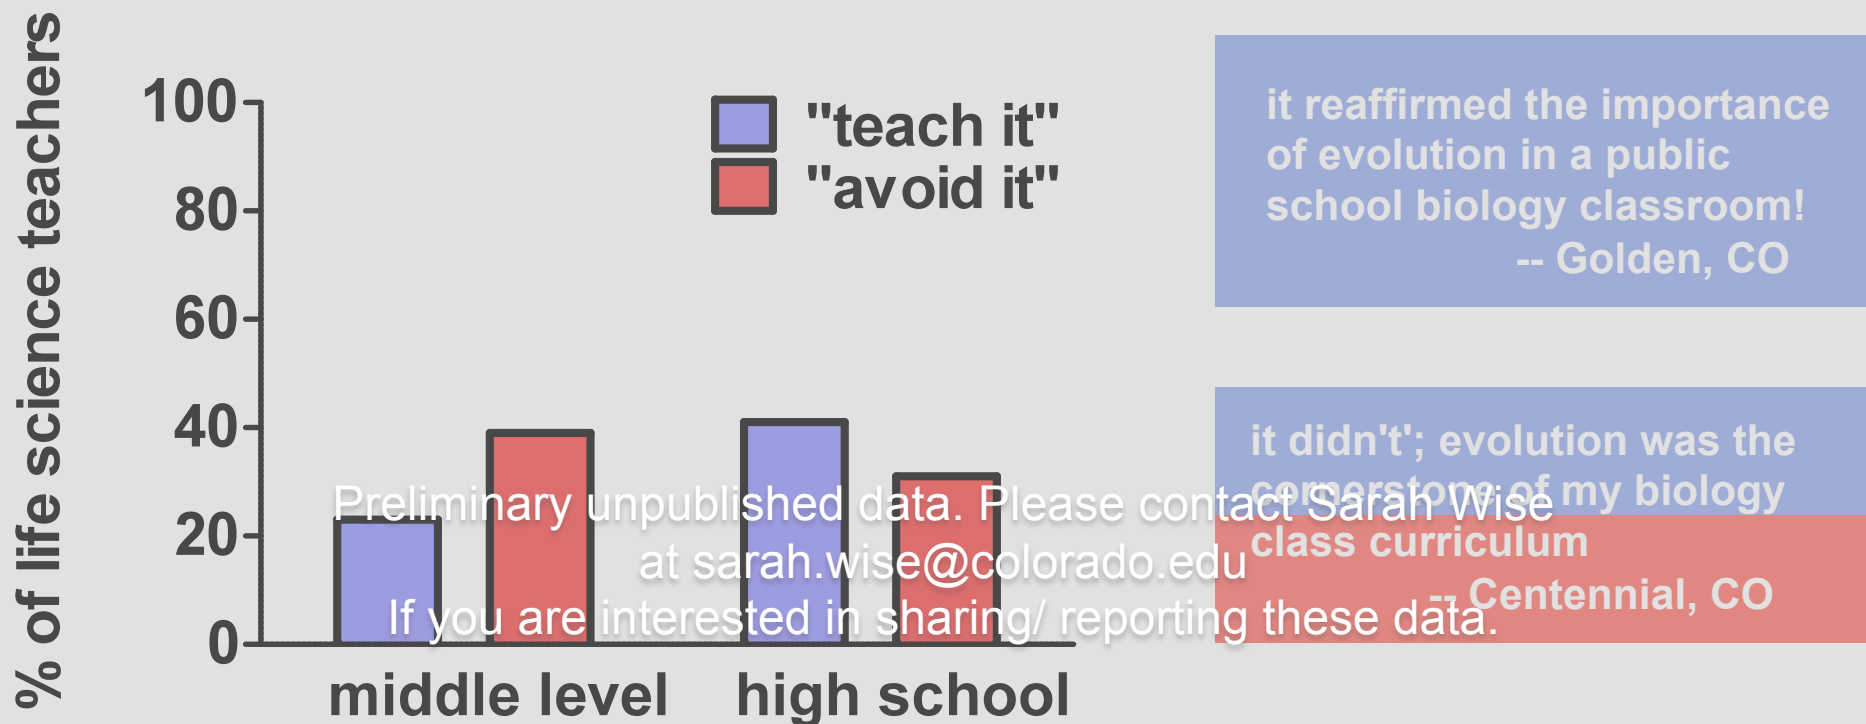 % of life science teachers
100
80
60
40
20
0
"teach it"
"avoid it"
middle level
high school
it reaffirmed the importance
of evolution in a public
school biology classroom!
-- Golden, CO
it didn't'; evolution was the
cornerstone of my biology
class curriculum
-- Centennial, CO
Preliminary unpublished data. Please contact Sarah Wise
at sarah.wise@colorado.edu
If you are interested in sharing/ reporting these data.